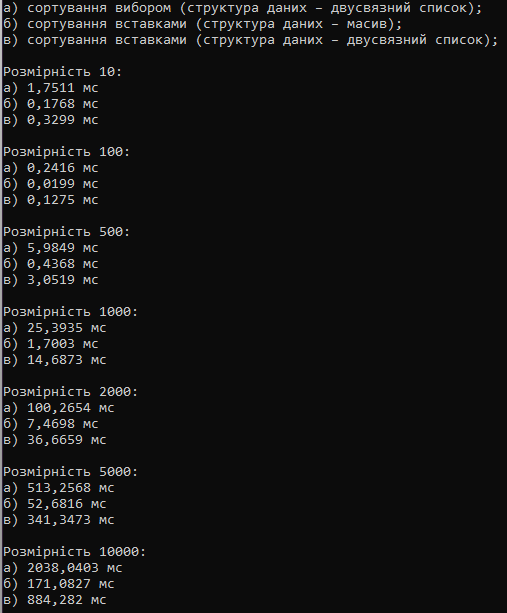 а) сортування вибором (структура даних – двусвязний список);
б) сортування вставками (структура даних – масив);
в) сортування вставками (структура даних – двусвязний список);
Розмірність 10:
а) 1,7511 мс
б) 0,1768 мс
в) 0,3299 мс
Розмірність 100:
а) 0,2416 мс
б) 0,0199 мс
в) 0,1275 мс
Розмірність 500:
а) 5,9849 мс
б) 0,4368 мс
в) 3,0519 мс
Розмірність 1000:
а) 25,3935 мс
б) 1,7003 мс
в) 14,6873 мс
Розмірність 2000:
а) 100,2654 мс
б) 7,4698 мс
в) 36,6659 мс
Розмірність 5000:
а) 513,2568 мс
б) 52,6816 мс
в) 341,3473 мс
Розмірність 10000:
а) 2038,0403 мс
б) 171,0827 мс
в) 884,282 мс